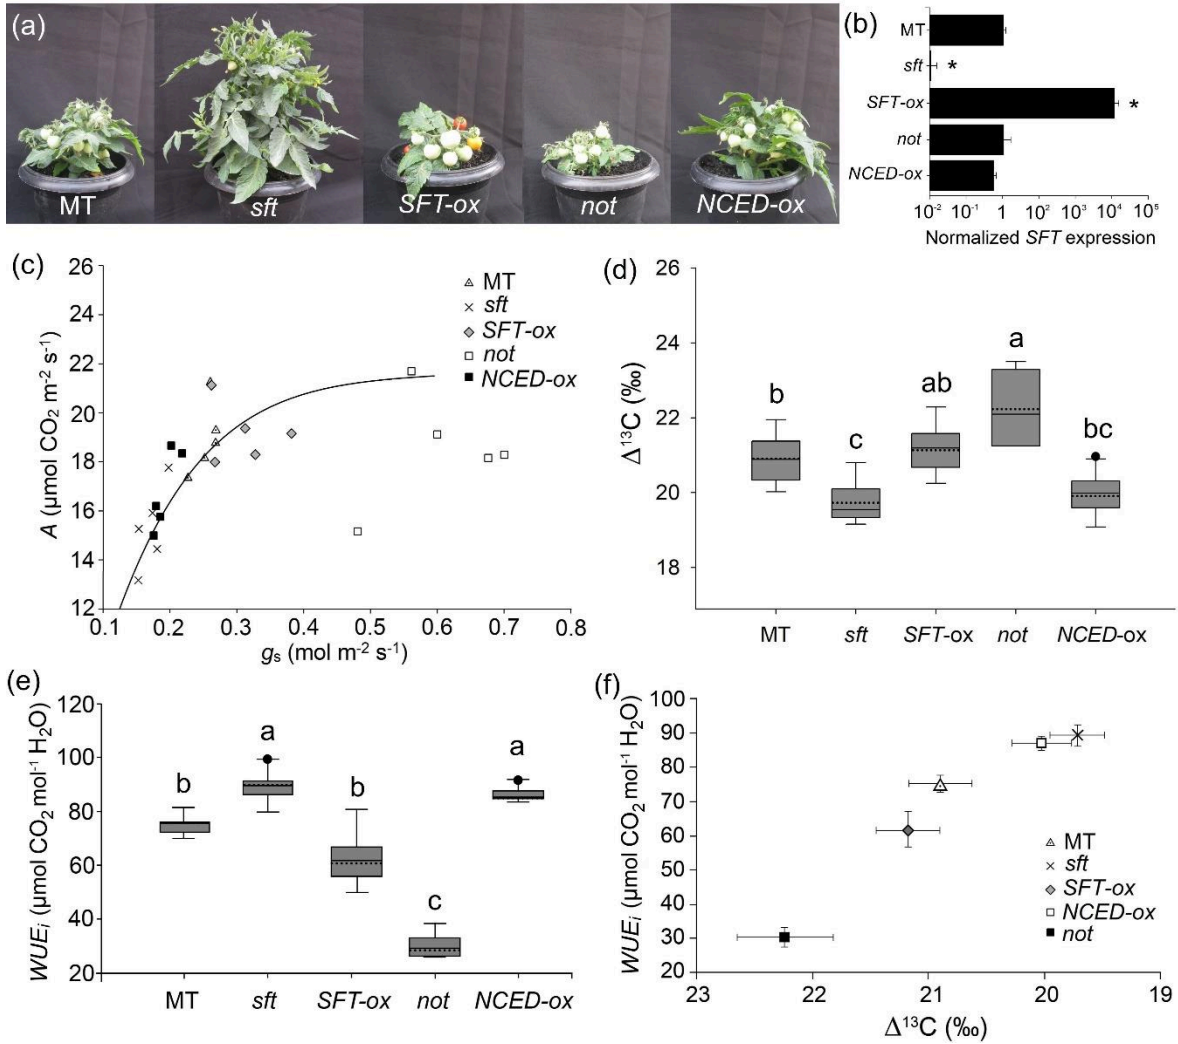 (a)
MT
sft
SFT-ox
not
NCED-ox
(b)
MT
sft
*
SFT-ox
*
not
NCED-ox
10⁻² 10⁻¹ 1 10² 10³ 10⁴ 10⁵
Normalized SFT expression
(c)
26
24
22
20
18
16
14
12
A (µmol CO₂ m⁻² s⁻¹)
0.1 0.2 0.3 0.4 0.5 0.6 0.7 0.8
gₛ (mol m⁻² s⁻¹)
MT
sft
SFT-ox
not
NCED-ox
(d)
26
24
22
20
18
Δ¹³C (‰)
b
c
ab
a
bc
MT sft SFT-ox not NCED-ox
(e)
120
100
80
60
40
20
WUEᵢ (µmol CO₂ mol⁻¹ H₂O)
b
a
b
c
a
MT sft SFT-ox not NCED-ox
(f)
100
90
80
70
60
50
40
30
20
WUEᵢ (µmol CO₂ mol⁻¹ H₂O)
MT
sft
SFT-ox
NCED-ox
not
23 22 21 20 19
Δ¹³C (‰)